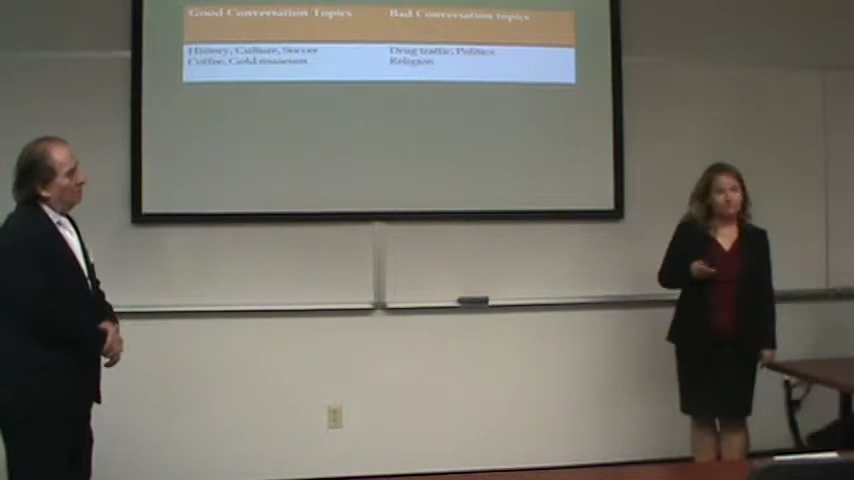 Good Conversation Topics Bad Conversation topics
History, Culture, Soccer Drug traffic, Politics
Coffee, Gold museum Religion